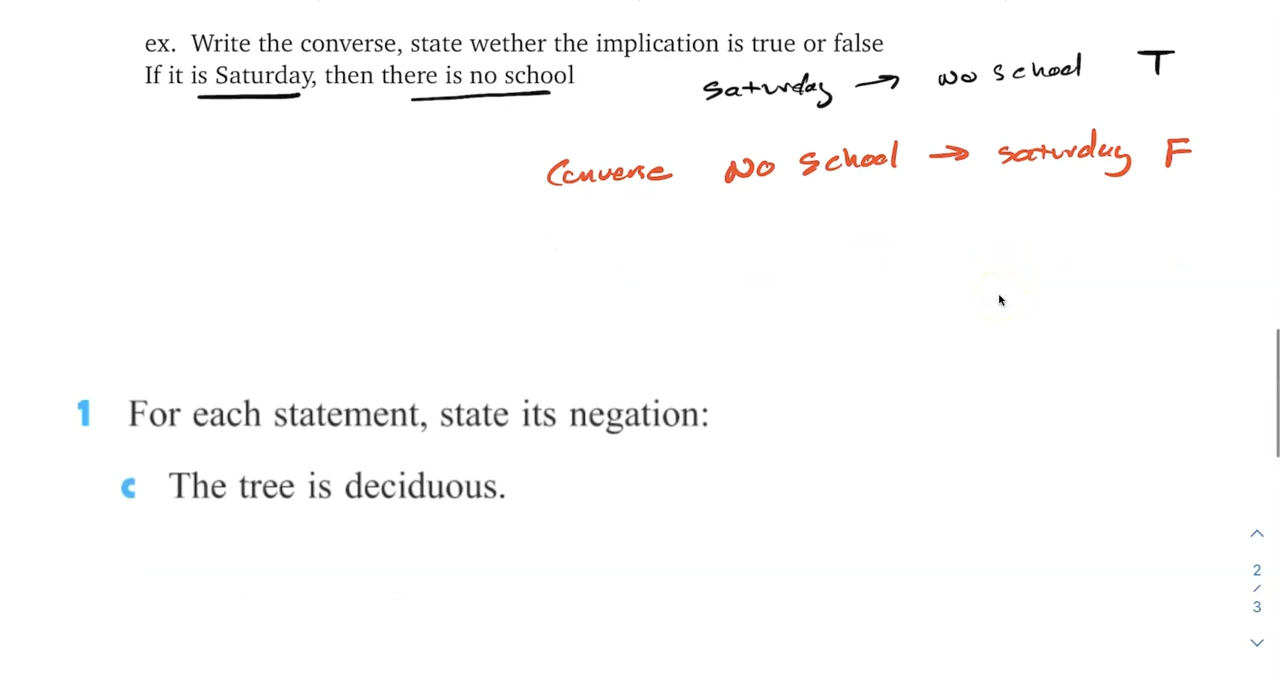 ex. Write the converse, state wether the implication is true or false
If it is Saturday, then there is no school
Saturday → No school T
Converse No School → Saturday F
1 For each statement, state its negation:
c The tree is deciduous.
2
/
3